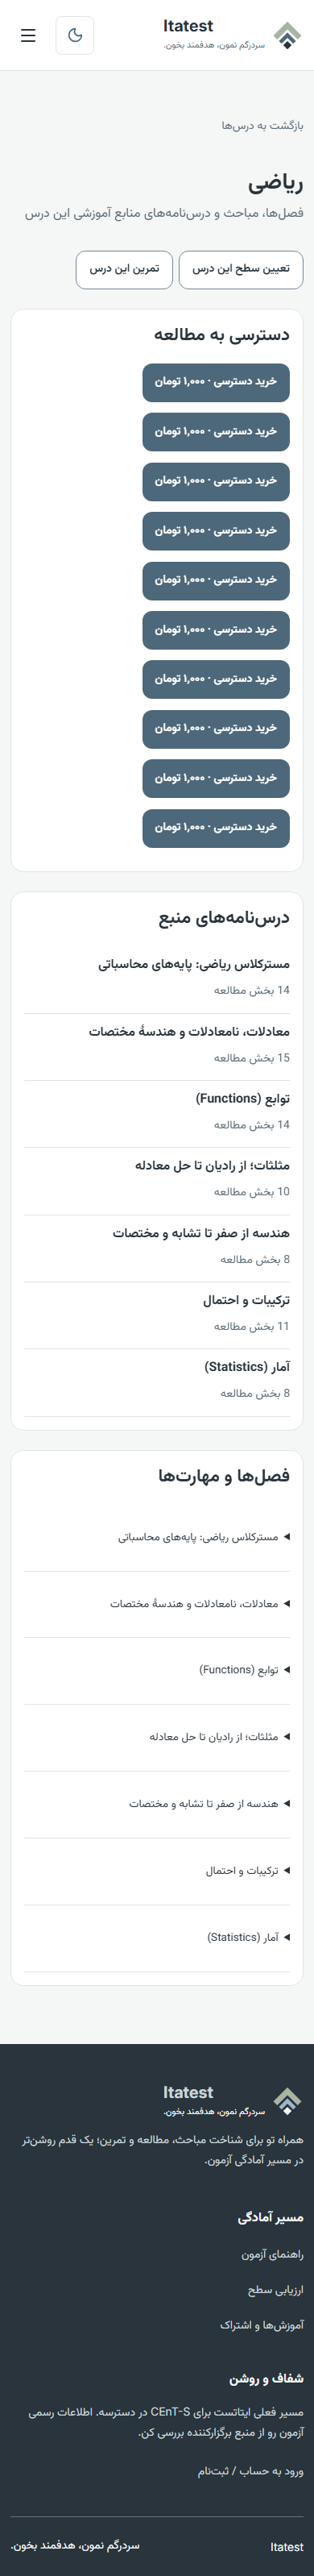 Itatest
سردرگم نمون، هدفمند بخون.
بازگشت به درس‌ها
ریاضی
فصل‌ها، مباحث و درس‌نامه‌های منابع آموزشی این درس
تعیین سطح این درس
تمرین این درس
دسترسی به مطالعه
خرید دسترسی · ۱,۰۰۰ تومان
خرید دسترسی · ۱,۰۰۰ تومان
خرید دسترسی · ۱,۰۰۰ تومان
خرید دسترسی · ۱,۰۰۰ تومان
خرید دسترسی · ۱,۰۰۰ تومان
خرید دسترسی · ۱,۰۰۰ تومان
خرید دسترسی · ۱,۰۰۰ تومان
خرید دسترسی · ۱,۰۰۰ تومان
خرید دسترسی · ۱,۰۰۰ تومان
خرید دسترسی · ۱,۰۰۰ تومان
درس‌نامه‌های منبع
مسترکلاس ریاضی: پایه‌های محاسباتی
14 بخش مطالعه
معادلات، نامعادلات و هندسهٔ مختصات
15 بخش مطالعه
توابع (Functions)
14 بخش مطالعه
مثلثات؛ از رادیان تا حل معادله
10 بخش مطالعه
هندسه از صفر تا تشابه و مختصات
8 بخش مطالعه
ترکیبات و احتمال
11 بخش مطالعه
آمار (Statistics)
8 بخش مطالعه
فصل‌ها و مهارت‌ها
مسترکلاس ریاضی: پایه‌های محاسباتی
معادلات، نامعادلات و هندسهٔ مختصات
توابع (Functions)
مثلثات؛ از رادیان تا حل معادله
هندسه از صفر تا تشابه و مختصات
ترکیبات و احتمال
آمار (Statistics)
Itatest
سردرگم نمون، هدفمند بخون.
همراه تو برای شناخت مباحث، مطالعه و تمرین؛ یک قدم روشن‌تر
در مسیر آمادگی آزمون.
مسیر آمادگی
راهنمای آزمون
ارزیابی سطح
آموزش‌ها و اشتراک
شفاف و روشن
مسیر فعلی ایتاتست برای CEnT-S در دسترسه. اطلاعات رسمی
آزمون رو از منبع برگزارکننده بررسی کن.
ورود به حساب / ثبت‌نام
Itatest
سردرگم نمون، هدفمند بخون.